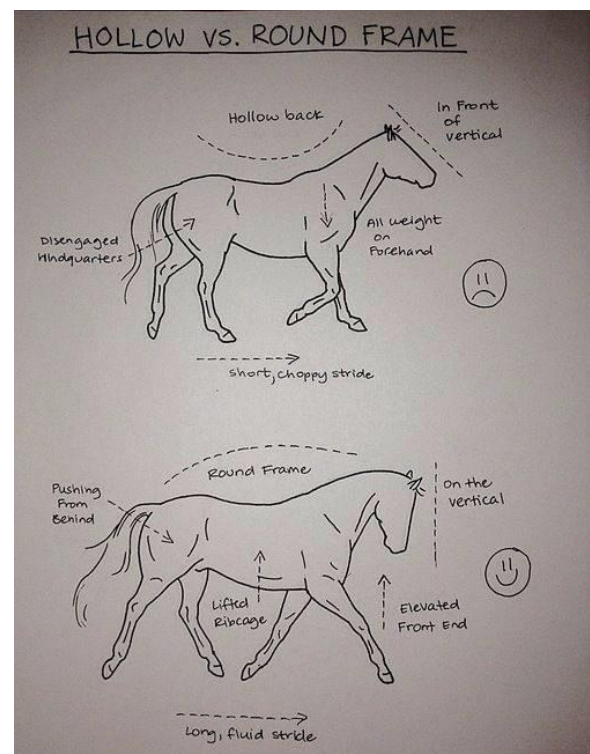 HOLLOW VS. ROUND FRAME
Hollow back
In Front
of
vertical
Disengaged
Hindquarters
All weight
on
Forehand
short, choppy stride
Round Frame
Pushing
From
Behind
on the
vertical
Lifted
Ribcage
Elevated
Front End
Long, fluid stride